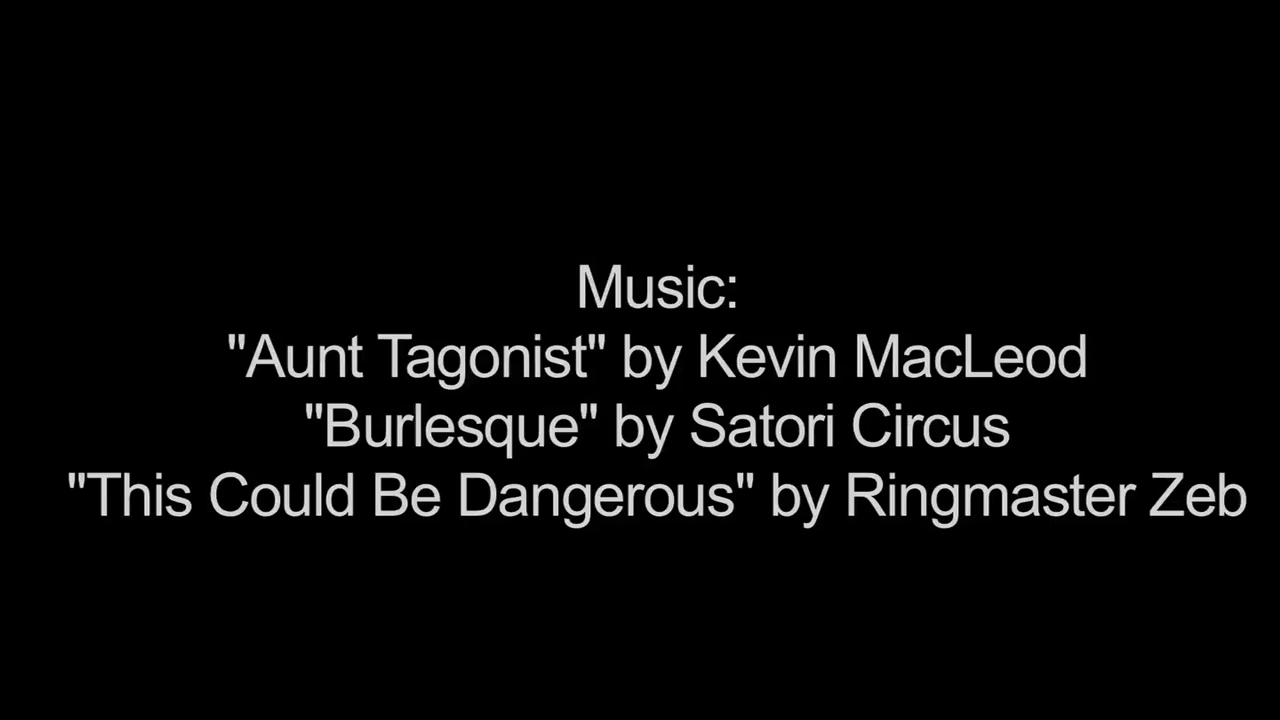 Music:
"Aunt Tagonist" by Kevin MacLeod
"Burlesque" by Satori Circus
"This Could Be Dangerous" by Ringmaster Zeb